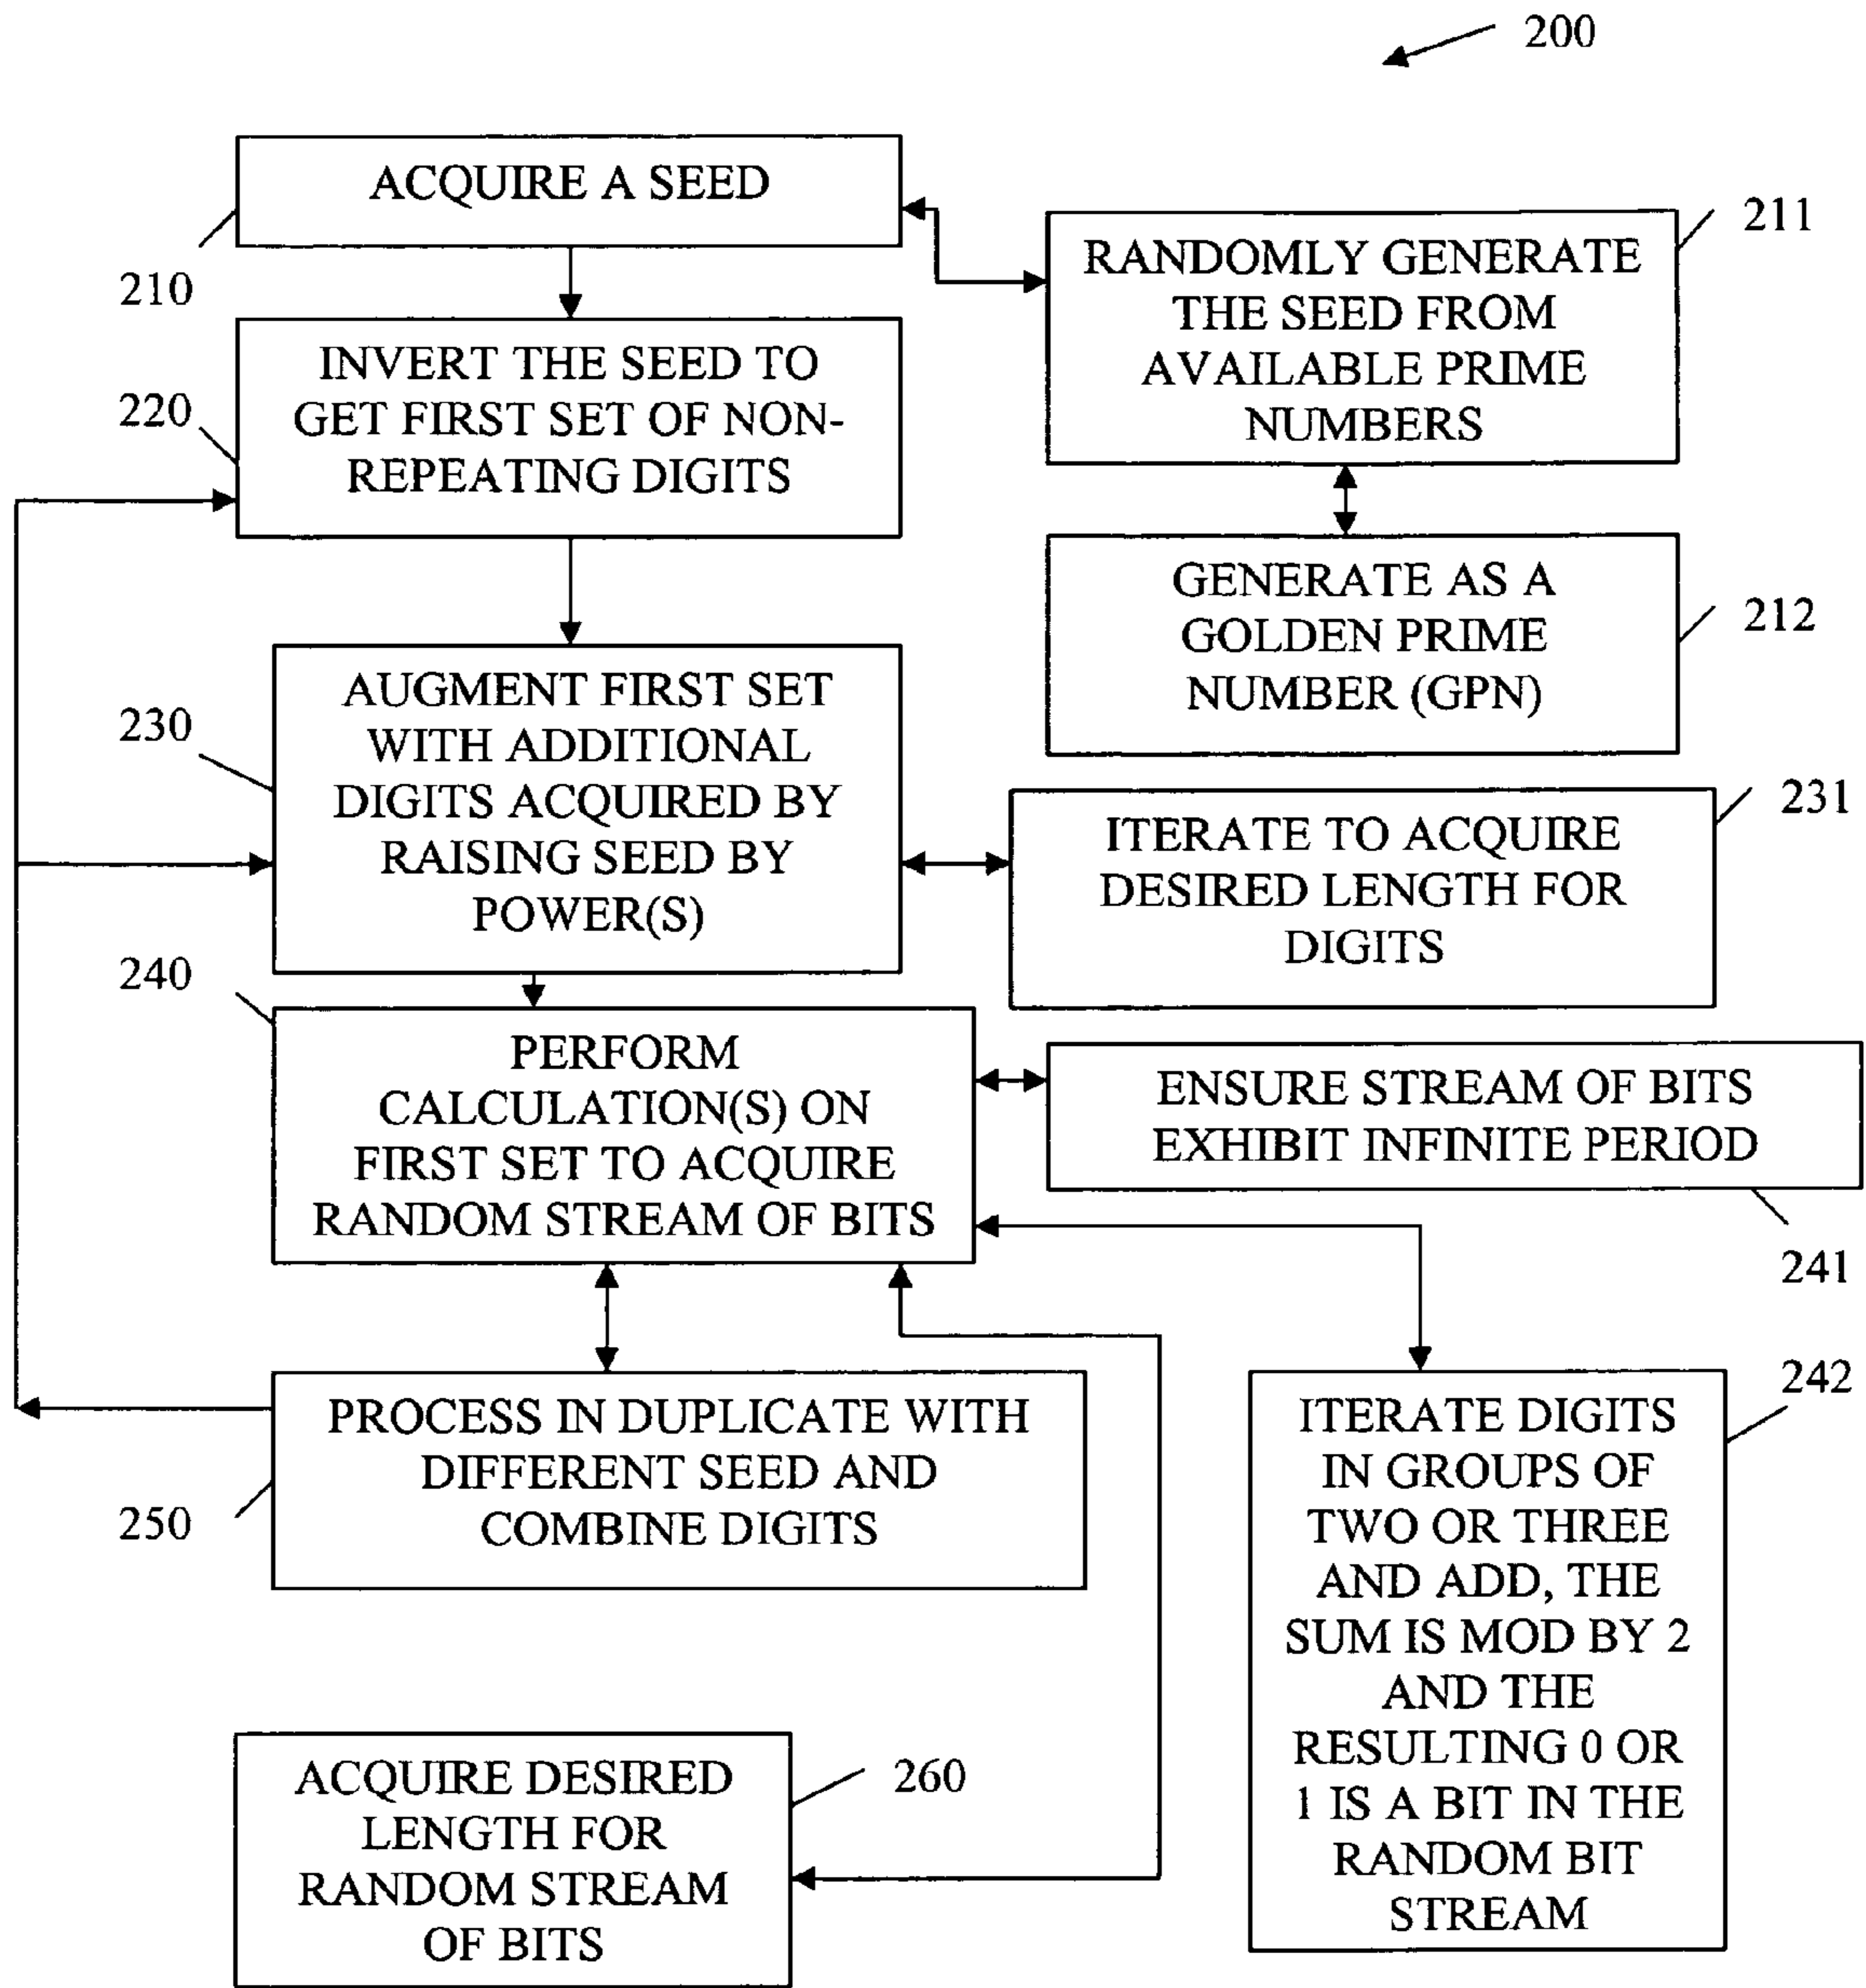 200
ACQUIRE A SEED
210
211
RANDOMLY GENERATE
THE SEED FROM
AVAILABLE PRIME
NUMBERS
220
INVERT THE SEED TO
GET FIRST SET OF NON-
REPEATING DIGITS
212
GENERATE AS A
GOLDEN PRIME
NUMBER (GPN)
230
AUGMENT FIRST SET
WITH ADDITIONAL
DIGITS ACQUIRED BY
RAISING SEED BY
POWER(S)
231
ITERATE TO ACQUIRE
DESIRED LENGTH FOR
DIGITS
240
PERFORM
CALCULATION(S) ON
FIRST SET TO ACQUIRE
RANDOM STREAM OF BITS
ENSURE STREAM OF BITS
EXHIBIT INFINITE PERIOD
241
PROCESS IN DUPLICATE WITH
DIFFERENT SEED AND
COMBINE DIGITS
250
242
ITERATE DIGITS
IN GROUPS OF
TWO OR THREE
AND ADD, THE
SUM IS MOD BY 2
AND THE
RESULTING 0 OR
1 IS A BIT IN THE
RANDOM BIT
STREAM
ACQUIRE DESIRED
LENGTH FOR
RANDOM STREAM
OF BITS
260